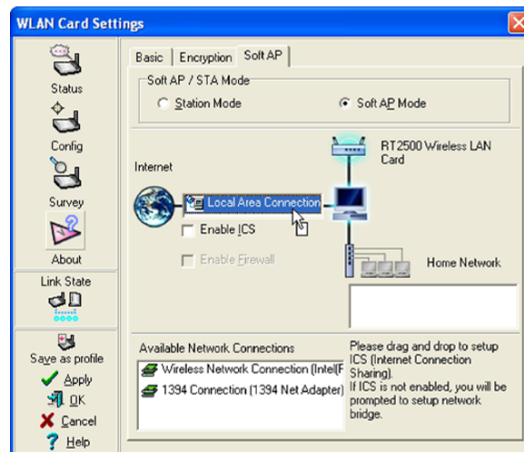 WLAN Card Settings
Status
Config
Survey
About
Link State
Save as profile
Apply
OK
Cancel
Help
Basic
Encryption
Soft AP
Soft AP / STA Mode
Station Mode
Soft AP Mode
RT2500 Wireless LAN
Card
Internet
Local Area Connection
Enable ICS
Enable Firewall
Home Network
Available Network Connections
Wireless Network Connection (Intel(F
1394 Connection (1394 Net Adapter)
Please drag and drop to setup
ICS (Internet Connection
Sharing).
If ICS is not enabled, you will be
prompted to setup network
bridge.